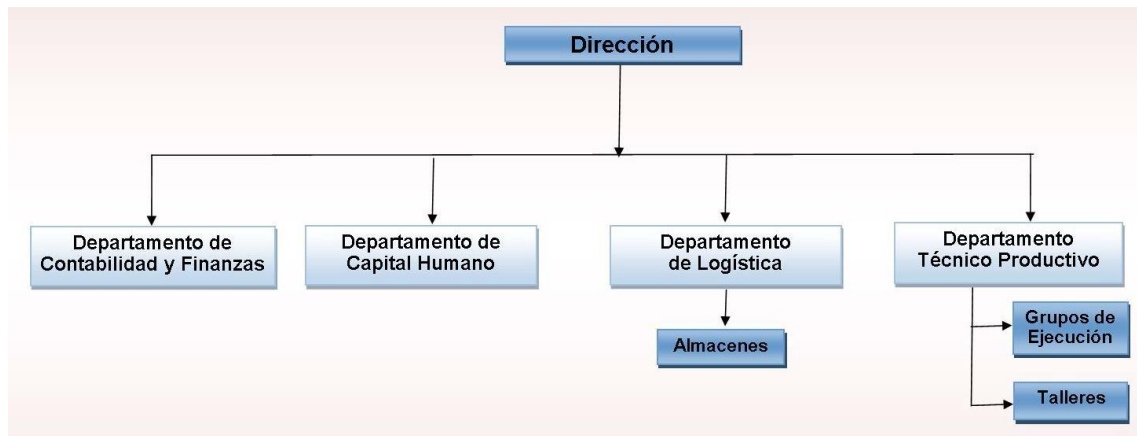 Dirección
Departamento de
Contabilidad y Finanzas
Departamento de
Capital Humano
Departamento
de Logística
Departamento
Técnico Productivo
Almacenes
Grupos de
Ejecución
Talleres